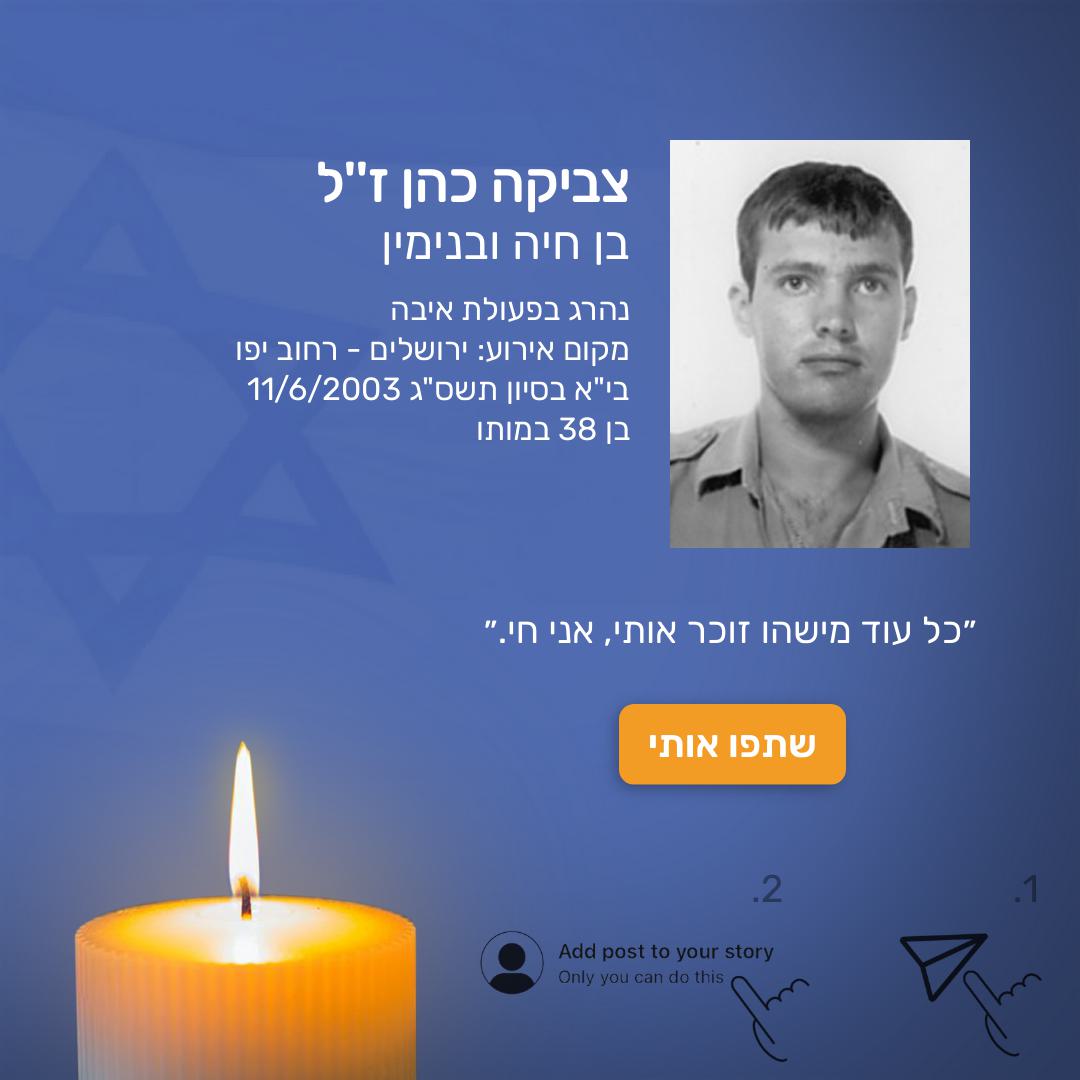 צביקה כהן ז"ל
בן חיה ובנימין
נהרג בפעולת איבה
מקום אירוע: ירושלים - רחוב יפו
בי"א בסיון תשס"ג 11/6/2003
בן 38 במותו
״כל עוד מישהו זוכר אותי, אני חי.״
שתפו אותי
1.
2.
Add post to your story
Only you can do this